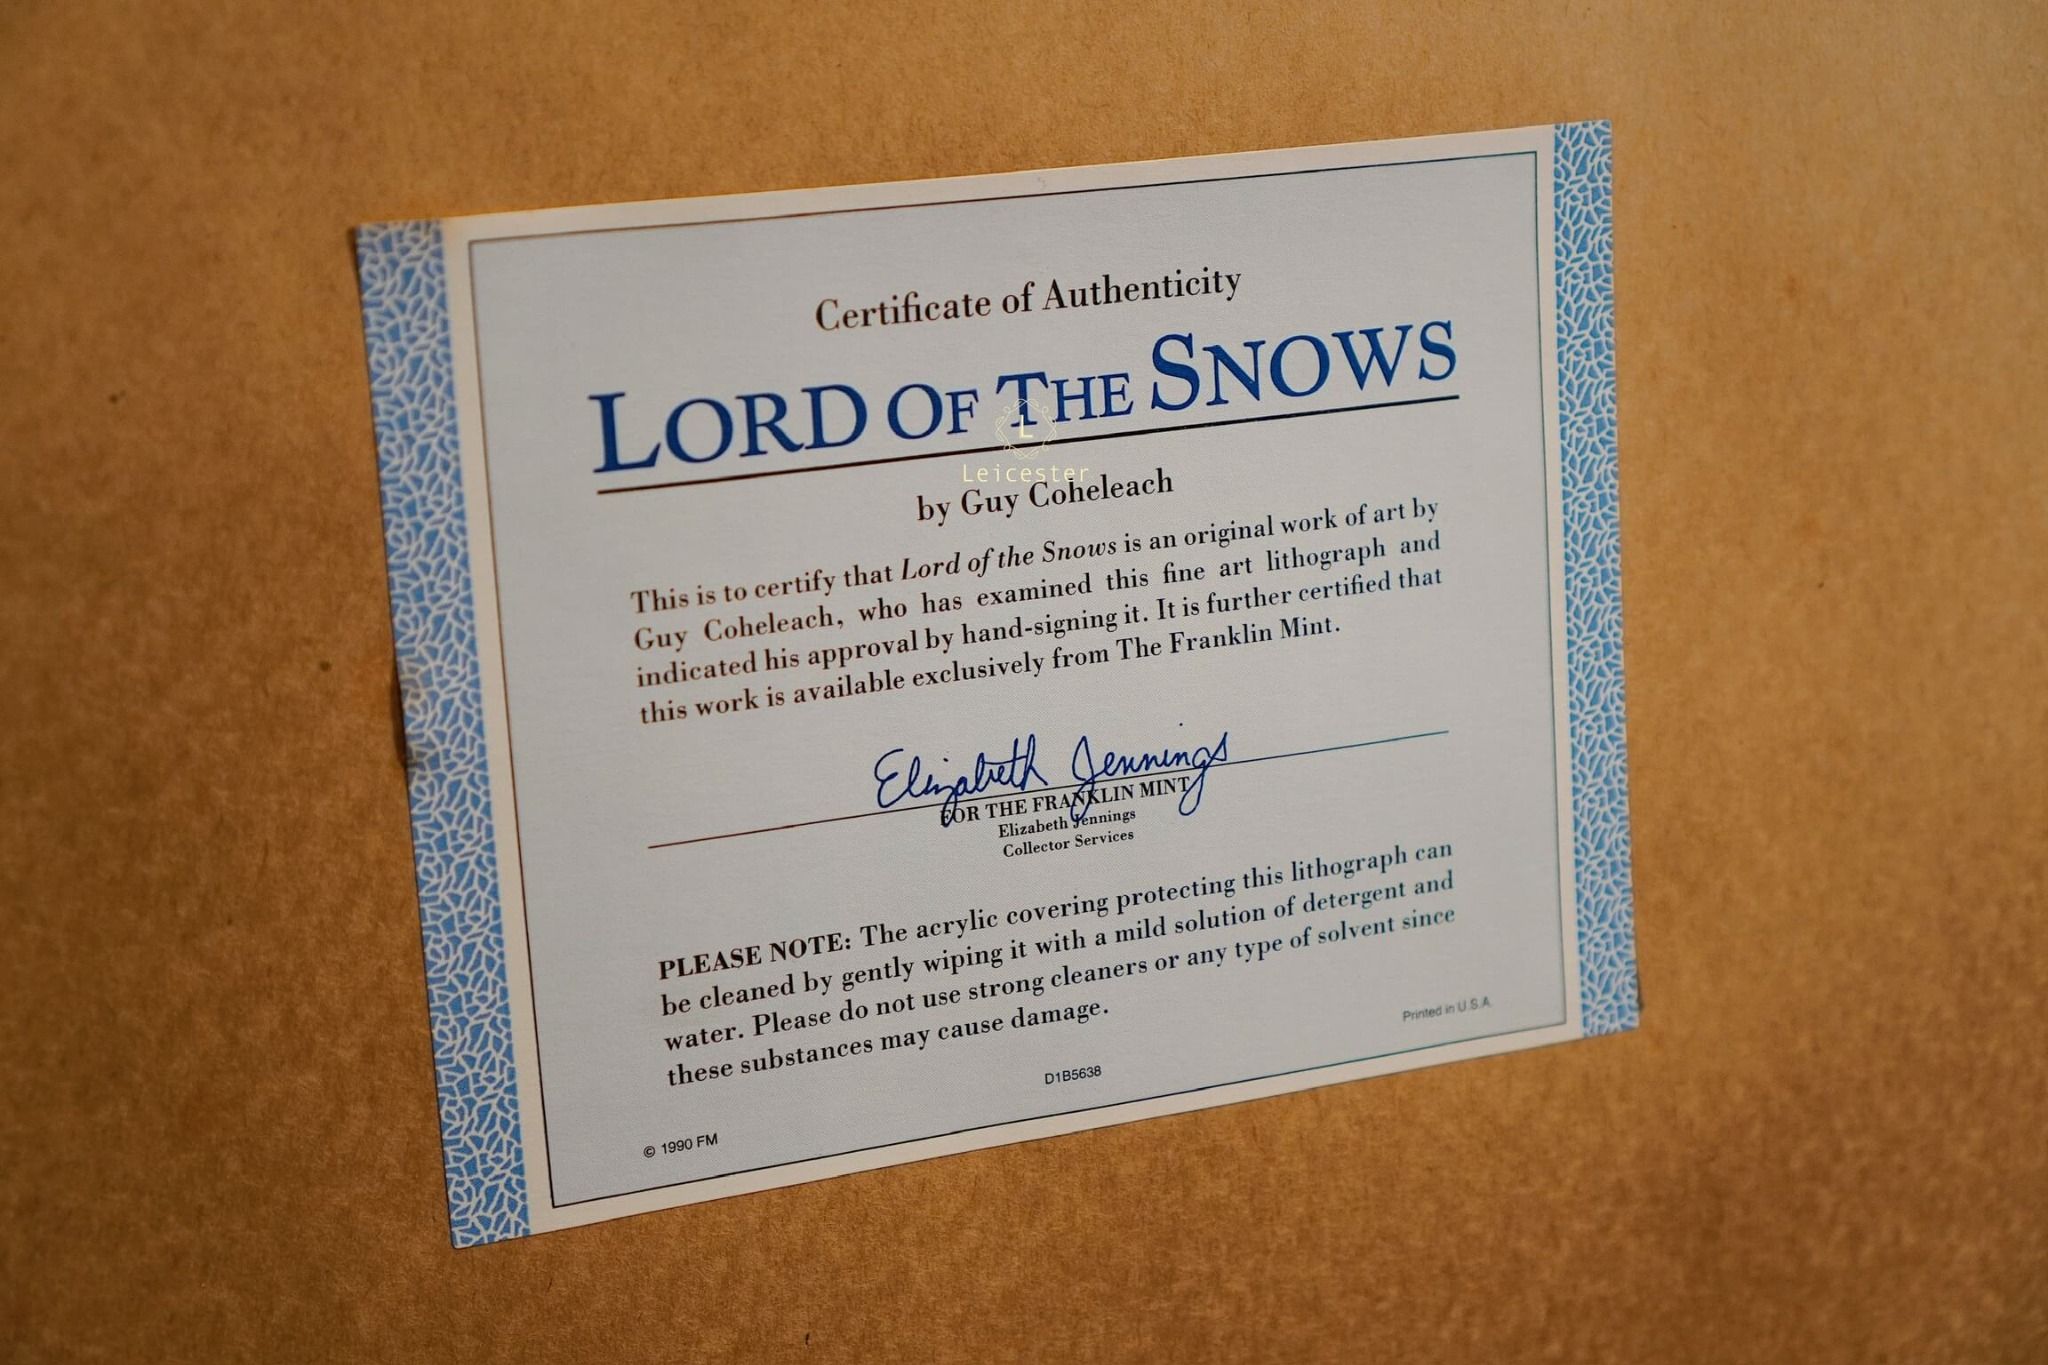 Certificate of Authenticity
LORD OF THE SNOWS
L
Leicester
by Guy Coheleach
This is to certify that Lord of the Snows is an original work of art by
Guy Coheleach, who has examined this fine art lithograph and
indicated his approval by hand-signing it. It is further certified that
this work is available exclusively from The Franklin Mint.
Elizabeth Jennings
FOR THE FRANKLIN MINT
Elizabeth Jennings
Collector Services
PLEASE NOTE: The acrylic covering protecting this lithograph can
be cleaned by gently wiping it with a mild solution of detergent and
water. Please do not use strong cleaners or any type of solvent since
these substances may cause damage.
Printed in U.S.A.
D1B5638
© 1990 FM